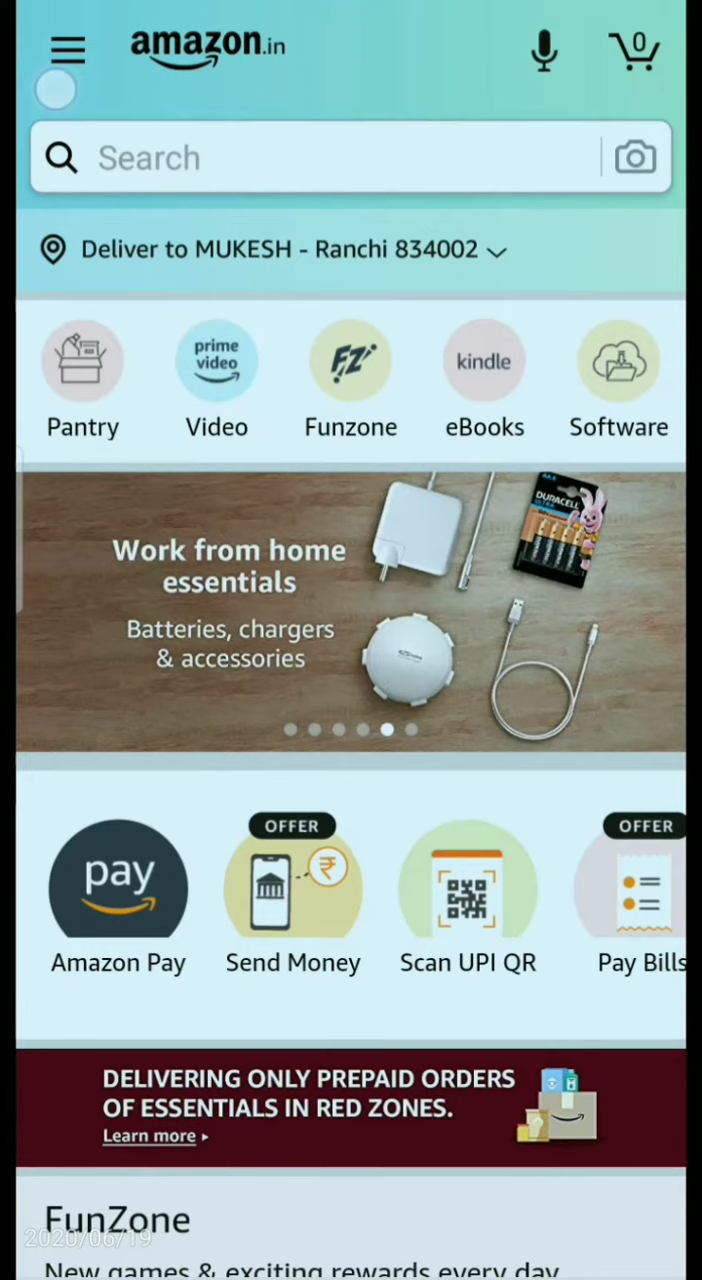 amazon.in
0
Search
Deliver to MUKESH - Ranchi 834002
prime
video
FZ
kindle
Pantry
Video
Funzone
eBooks
Software
Work from home
essentials
Batteries, chargers
& accessories
DURACELL
ULTRA
OFFER
OFFER
pay
₹
Amazon Pay
Send Money
Scan UPI QR
Pay Bills
DELIVERING ONLY PREPAID ORDERS
OF ESSENTIALS IN RED ZONES.
Learn more
FunZone
2020/06/19
New games & exciting rewards every day